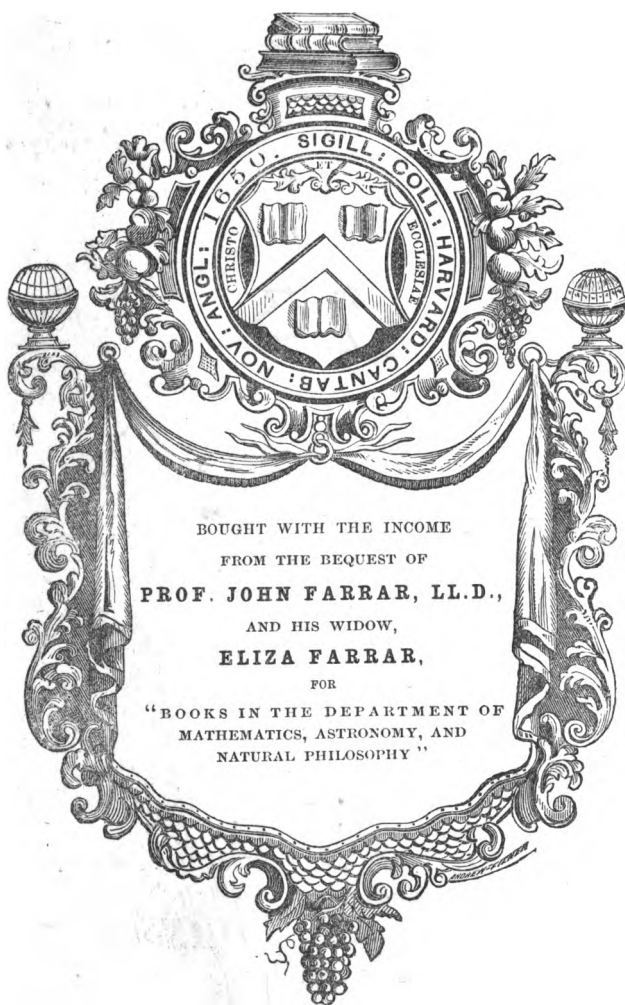 SIGILL: COLL: HARVARD: CANTAB: NOV: ANGL: 1650.
CHRISTO
ET
ECCLESIAE
BOUGHT WITH THE INCOME
FROM THE BEQUEST OF
PROF. JOHN FARRAR, LL.D.,
AND HIS WIDOW,
ELIZA FARRAR,
FOR
"BOOKS IN THE DEPARTMENT OF
MATHEMATICS, ASTRONOMY, AND
NATURAL PHILOSOPHY"